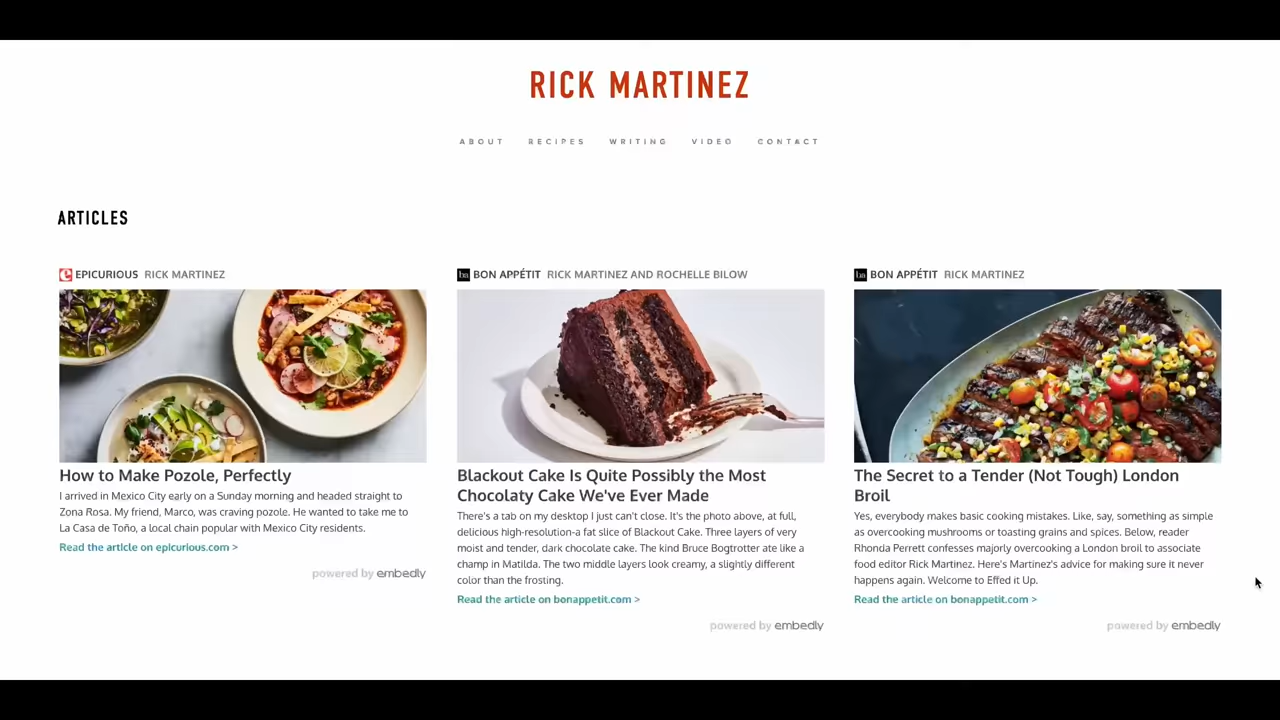 RICK MARTINEZ
ABOUT RECIPES WRITING VIDEO CONTACT
ARTICLES
EPICURIOUS RICK MARTINEZ
How to Make Pozole, Perfectly
I arrived in Mexico City early on a Sunday morning and headed straight to
Zona Rosa. My friend, Marco, was craving pozole. He wanted to take me to
La Casa de Toño, a local chain popular with Mexico City residents.
Read the article on epicurious.com >
powered by embedly
ba BON APPÉTIT RICK MARTINEZ AND ROCHELLE BILOW
Blackout Cake Is Quite Possibly the Most
Chocolaty Cake We've Ever Made
There's a tab on my desktop I just can't close. It's the photo above, at full,
delicious high-resolution-a fat slice of Blackout Cake. Three layers of very
moist and tender, dark chocolate cake. The kind Bruce Bogtrotter ate like a
champ in Matilda. The two middle layers look creamy, a slightly different
color than the frosting.
Read the article on bonappetit.com >
powered by embedly
ba BON APPÉTIT RICK MARTINEZ
The Secret to a Tender (Not Tough) London
Broil
Yes, everybody makes basic cooking mistakes. Like, say, something as simple
as overcooking mushrooms or toasting grains and spices. Below, reader
Rhonda Perrett confesses majorly overcooking a London broil to associate
food editor Rick Martinez. Here's Martinez's advice for making sure it never
happens again. Welcome to Effed it Up.
Read the article on bonappetit.com >
powered by embedly